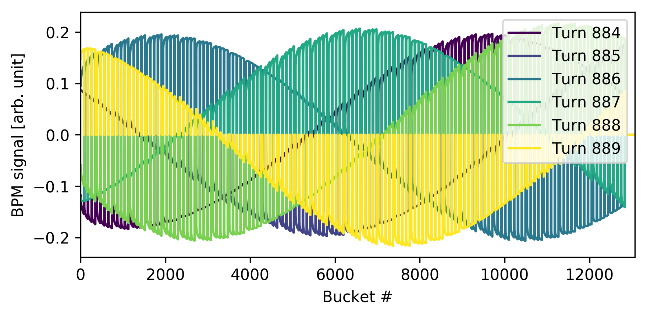 BPM signal [arb. unit]
0.2
0.1
0.0
−0.1
−0.2
Turn 884
Turn 885
Turn 886
Turn 887
Turn 888
Turn 889
0 2000 4000 6000 8000 10000 12000
Bucket #